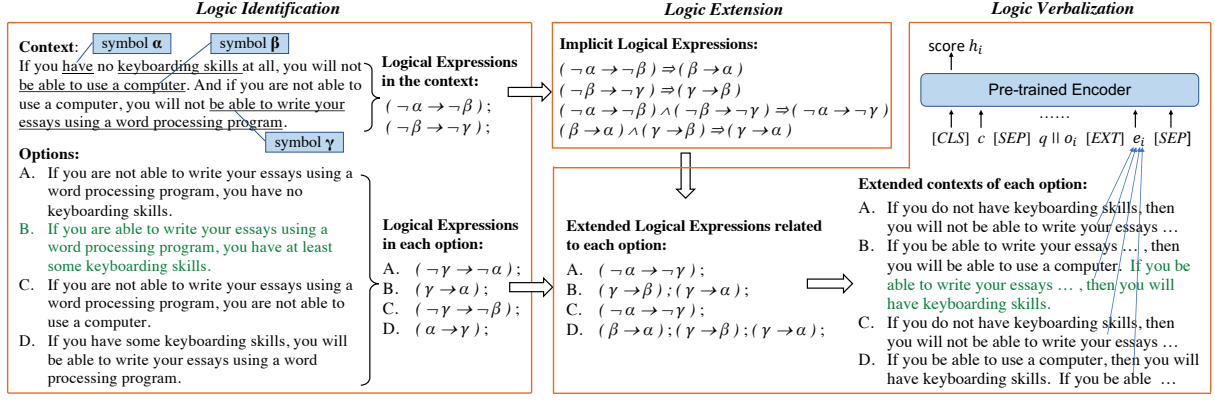 Logic Identification
Context:
symbol α
symbol β
If you have no keyboarding skills at all, you will not
be able to use a computer. And if you are not able to
use a computer, you will not be able to write your
essays using a word processing program.
symbol γ
Options:
A. If you are not able to write your essays using a
word processing program, you have no
keyboarding skills.
B. If you are able to write your essays using a
word processing program, you have at least
some keyboarding skills.
C. If you are not able to write your essays using a
word processing program, you are not able to
use a computer.
D. If you have some keyboarding skills, you will
be able to write your essays using a word
processing program.
Logical Expressions
in the context:
(¬α→¬β);
(¬β→¬γ);
Logical Expressions
in each option:
A. (¬γ→¬α);
B. (γ→α);
C. (¬γ→¬β);
D. (α→γ);
Logic Extension
Implicit Logical Expressions:
(¬α→¬β)⇒(β→α)
(¬β→¬γ)⇒(γ→β)
(¬α→¬β)∧(¬β→¬γ)⇒(¬α→¬γ)
(β→α)∧(γ→β)⇒(γ→α)
Extended Logical Expressions related
to each option:
A. (¬α→¬γ);
B. (γ→β);(γ→α);
C. (¬α→¬γ);
D. (β→α);(γ→β);(γ→α);
Logic Verbalization
score hᵢ
Pre-trained Encoder
......
[CLS] c [SEP] q || oᵢ [EXT] eᵢ [SEP]
Extended contexts of each option:
A. If you do not have keyboarding skills, then
you will not be able to write your essays …
B. If you be able to write your essays … , then
you will be able to use a computer. If you be
able to write your essays … , then you will
have keyboarding skills.
C. If you do not have keyboarding skills, then
you will not be able to write your essays …
D. If you be able to use a computer, then you will
have keyboarding skills. If you be able …